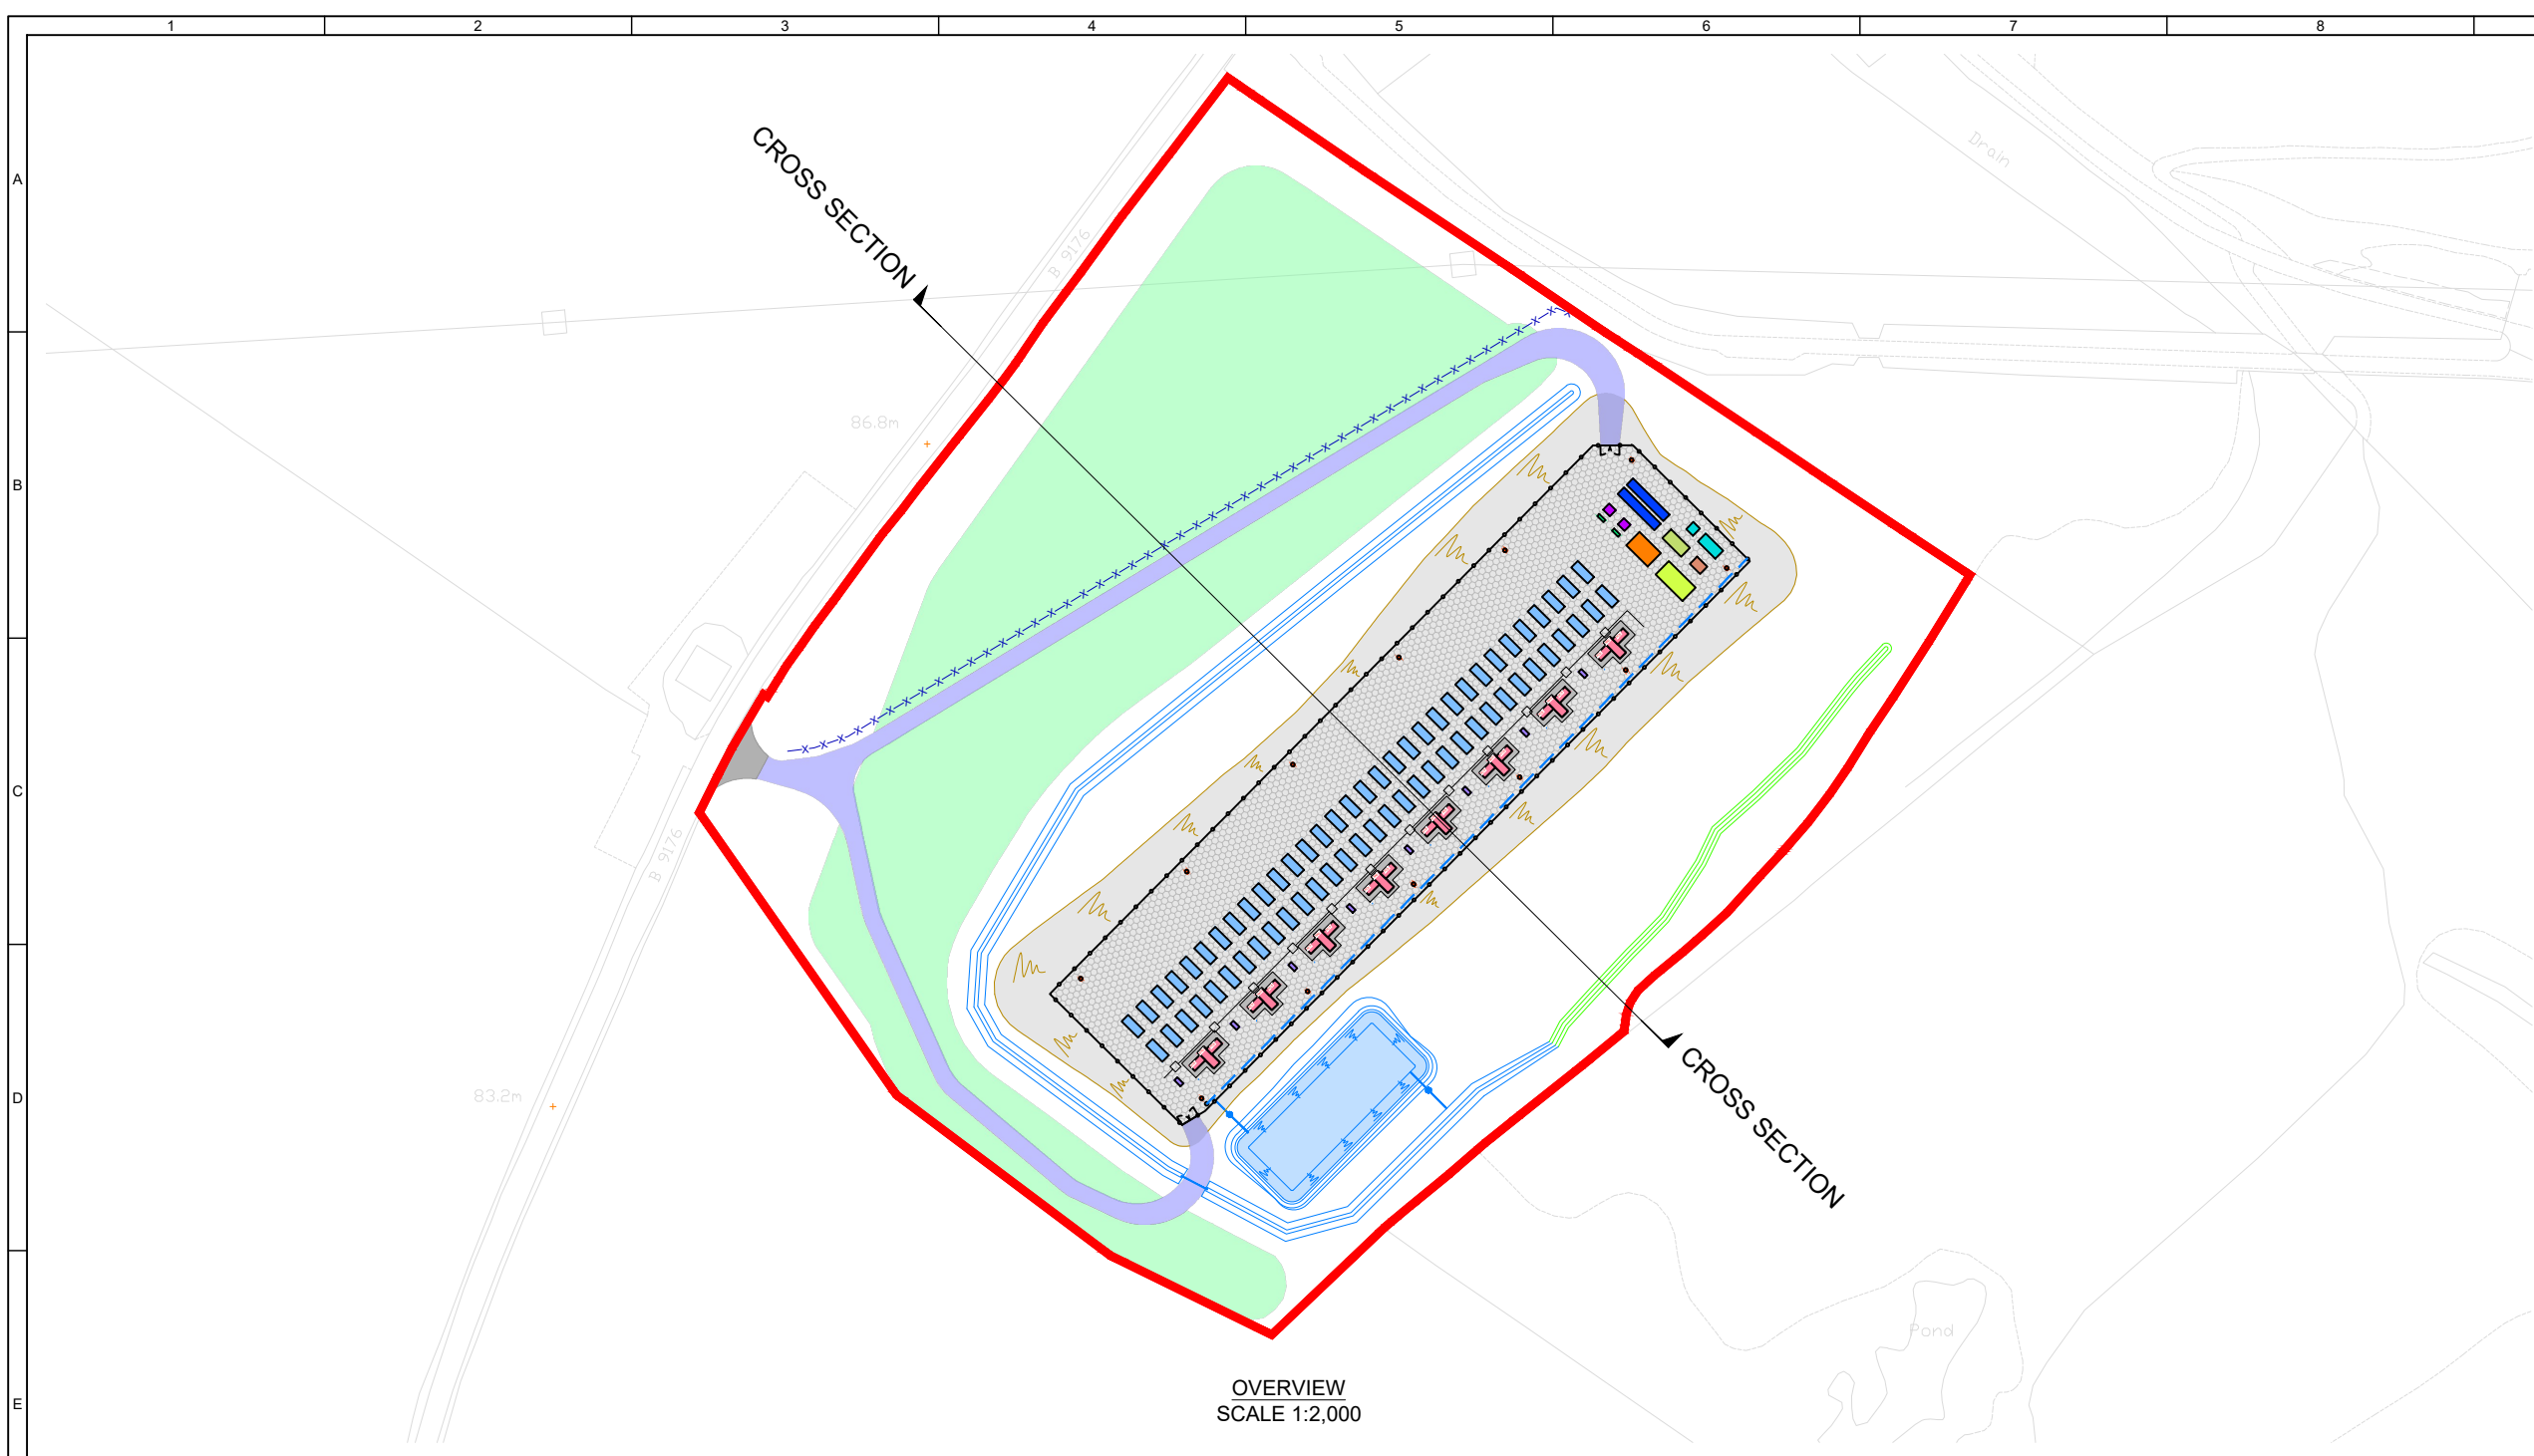 1 2 3 4 5 6 7 8
A
Drain
CROSS SECTION
B 9176
86.8m
B
C
B 9176
83.2m
D
CROSS SECTION
Pond
OVERVIEW
SCALE 1:2,000
E